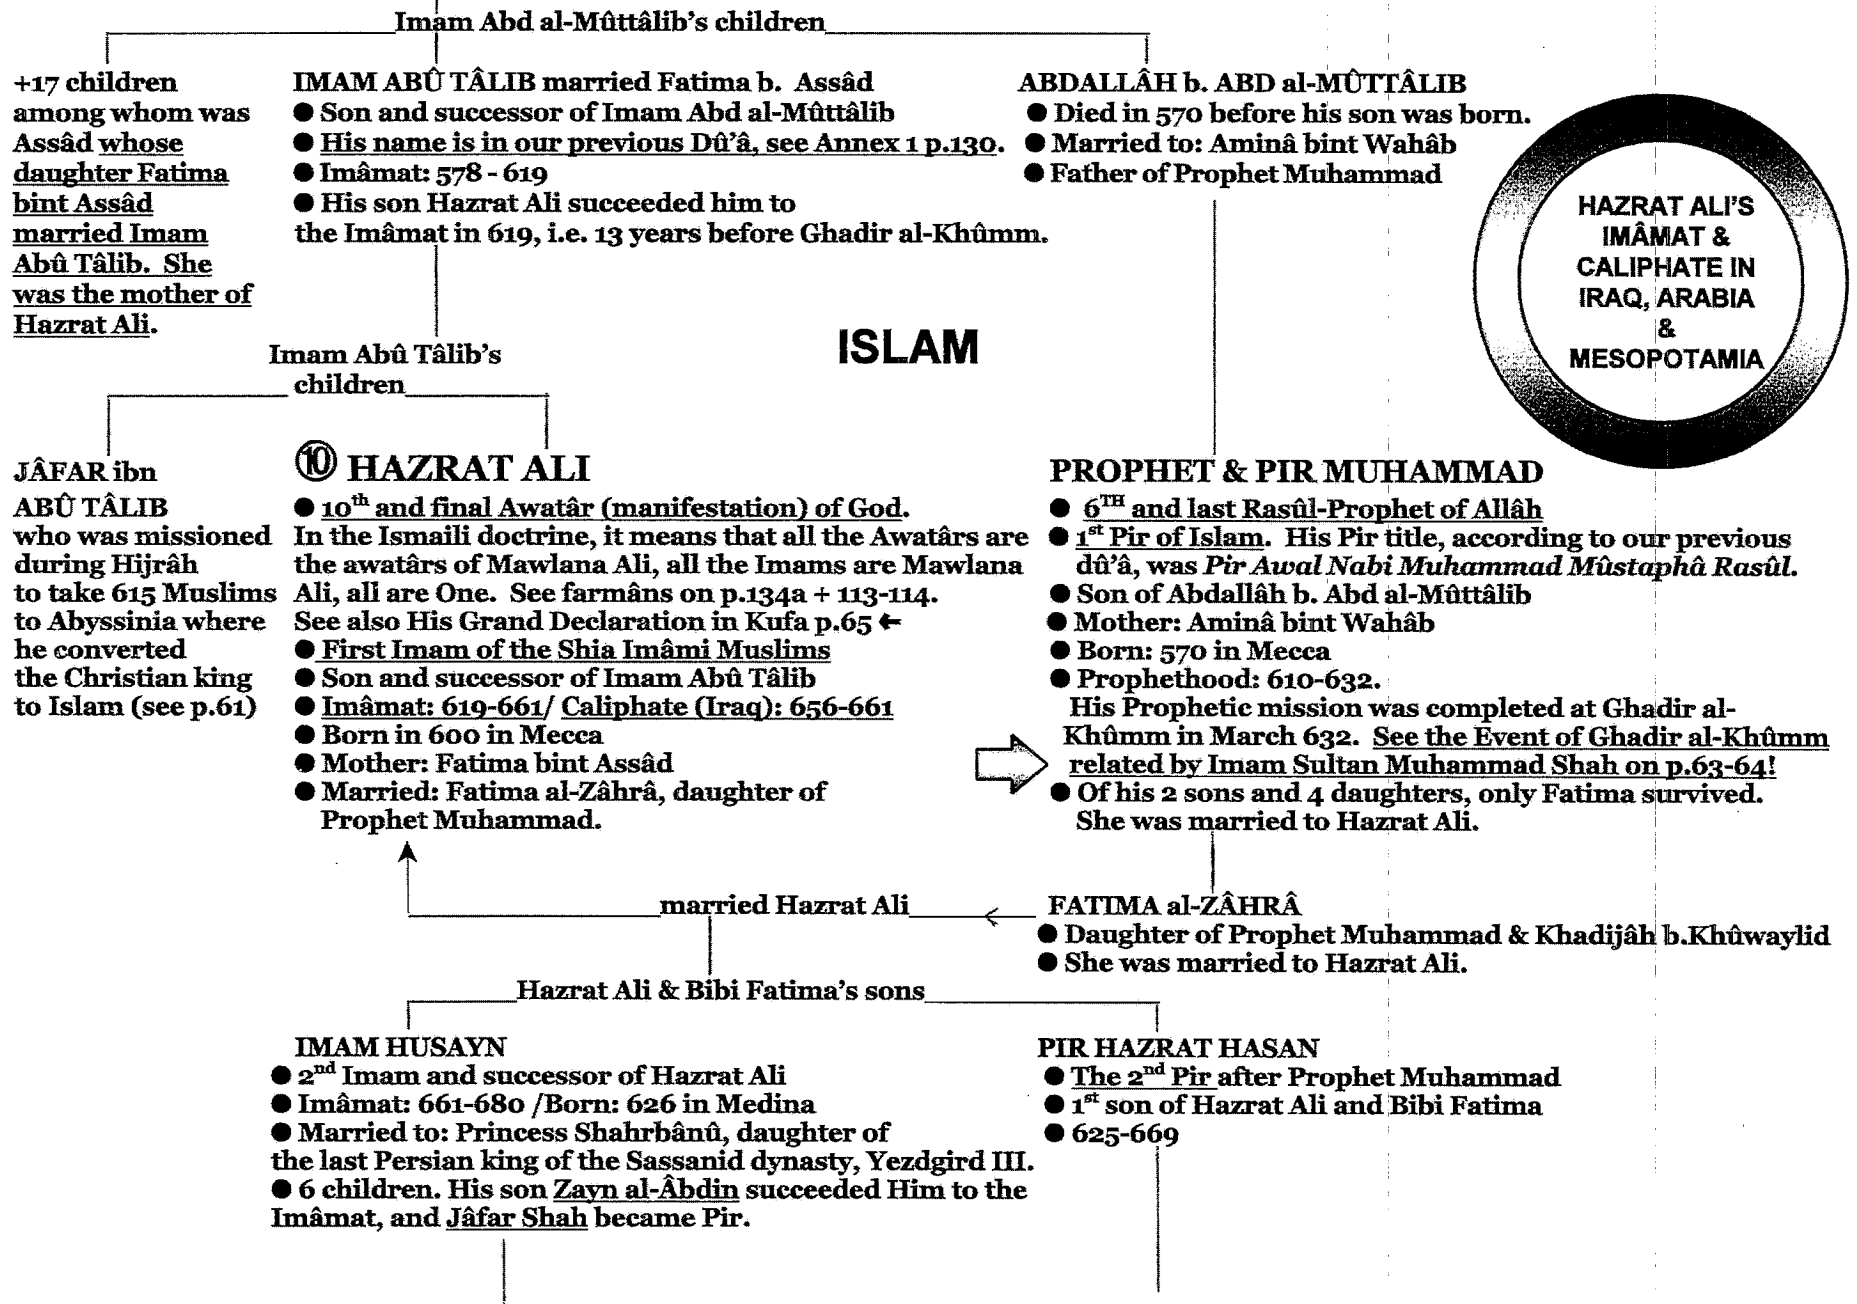 Imam Abd al-Mûttâlib's children
+17 children
among whom was
Assâd whose
daughter Fatima
bint Assâd
married Imam
Abû Tâlib. She
was the mother of
Hazrat Ali.
IMAM ABÛ TÂLIB married Fatima b. Assâd
● Son and successor of Imam Abd al-Mûttâlib
● His name is in our previous Dû'â, see Annex 1 p.130.
● Imâmat: 578 - 619
● His son Hazrat Ali succeeded him to
the Imâmat in 619, i.e. 13 years before Ghadir al-Khûmm.
ABDALLÂH b. ABD al-MÛTTÂLIB
● Died in 570 before his son was born.
● Married to: Aminâ bint Wahâb
● Father of Prophet Muhammad
HAZRAT ALI'S
IMÂMAT &
CALIPHATE IN
IRAQ, ARABIA
&
MESOPOTAMIA
ISLAM
Imam Abû Tâlib's
children
JÂFAR ibn
ABÛ TÂLIB
who was missioned
during Hijrâh
to take 615 Muslims
to Abyssinia where
he converted
the Christian king
to Islam (see p.61)
⑩ HAZRAT ALI
● 10th and final Awatâr (manifestation) of God.
In the Ismaili doctrine, it means that all the Awatârs are
the awatârs of Mawlana Ali, all the Imams are Mawlana
Ali, all are One. See farmâns on p.134a + 113-114.
See also His Grand Declaration in Kufa p.65 ←
● First Imam of the Shia Imâmi Muslims
● Son and successor of Imam Abû Tâlib
● Imâmat: 619-661/ Caliphate (Iraq): 656-661
● Born in 600 in Mecca
● Mother: Fatima bint Assâd
● Married: Fatima al-Zâhrâ, daughter of
Prophet Muhammad.
PROPHET & PIR MUHAMMAD
● 6TH and last Rasûl-Prophet of Allâh
● 1st Pir of Islam. His Pir title, according to our previous
dû'â, was Pir Awal Nabi Muhammad Mûstaphâ Rasûl.
● Son of Abdallâh b. Abd al-Mûttâlib
● Mother: Aminâ bint Wahâb
● Born: 570 in Mecca
● Prophethood: 610-632.
His Prophetic mission was completed at Ghadir al-
Khûmm in March 632. See the Event of Ghadir al-Khûmm
related by Imam Sultan Muhammad Shah on p.63-64!
● Of his 2 sons and 4 daughters, only Fatima survived.
She was married to Hazrat Ali.
married Hazrat Ali
FATIMA al-ZÂHRÂ
● Daughter of Prophet Muhammad & Khadijâh b.Khûwaylid
● She was married to Hazrat Ali.
Hazrat Ali & Bibi Fatima's sons
IMAM HUSAYN
● 2nd Imam and successor of Hazrat Ali
● Imâmat: 661-680 /Born: 626 in Medina
● Married to: Princess Shahrbânû, daughter of
the last Persian king of the Sassanid dynasty, Yezdgird III.
● 6 children. His son Zayn al-Âbdin succeeded Him to the
Imâmat, and Jâfar Shah became Pir.
PIR HAZRAT HASAN
● The 2nd Pir after Prophet Muhammad
● 1st son of Hazrat Ali and Bibi Fatima
● 625-669